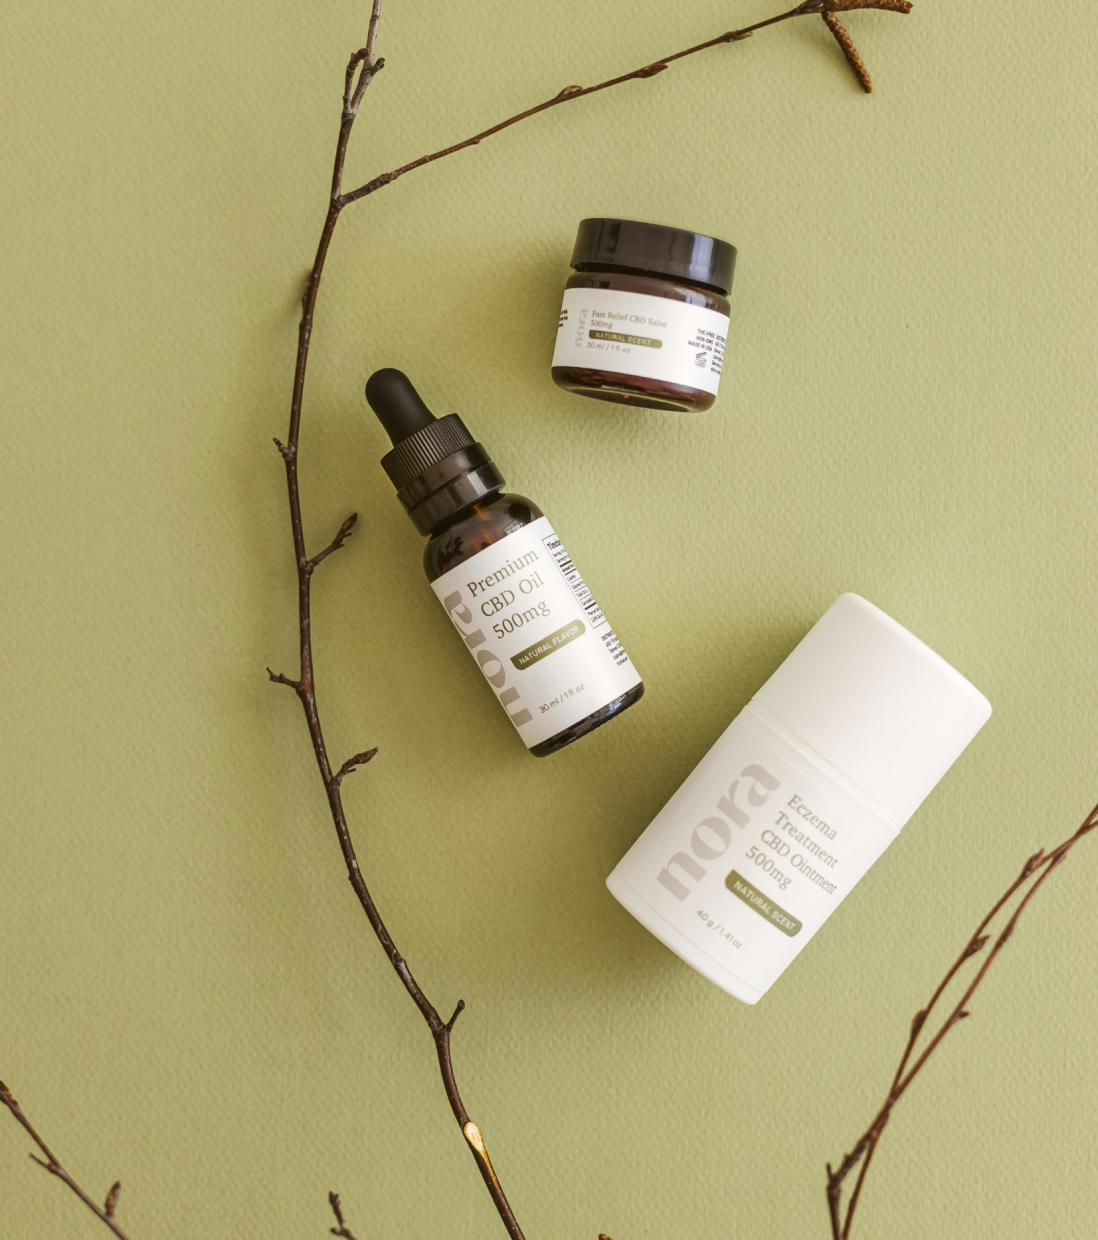 nora
Pain Relief CBD Salve
500mg
NATURAL SCENT
30 ml / 1 fl oz
THC-FREE
NON-GMO
MADE IN USA
nora
Premium
CBD Oil
500mg
NATURAL FLAVOR
30 ml / 1 fl oz
nora
Eczema
Treatment
CBD Ointment
500mg
NATURAL SCENT
40 g / 1.41 oz